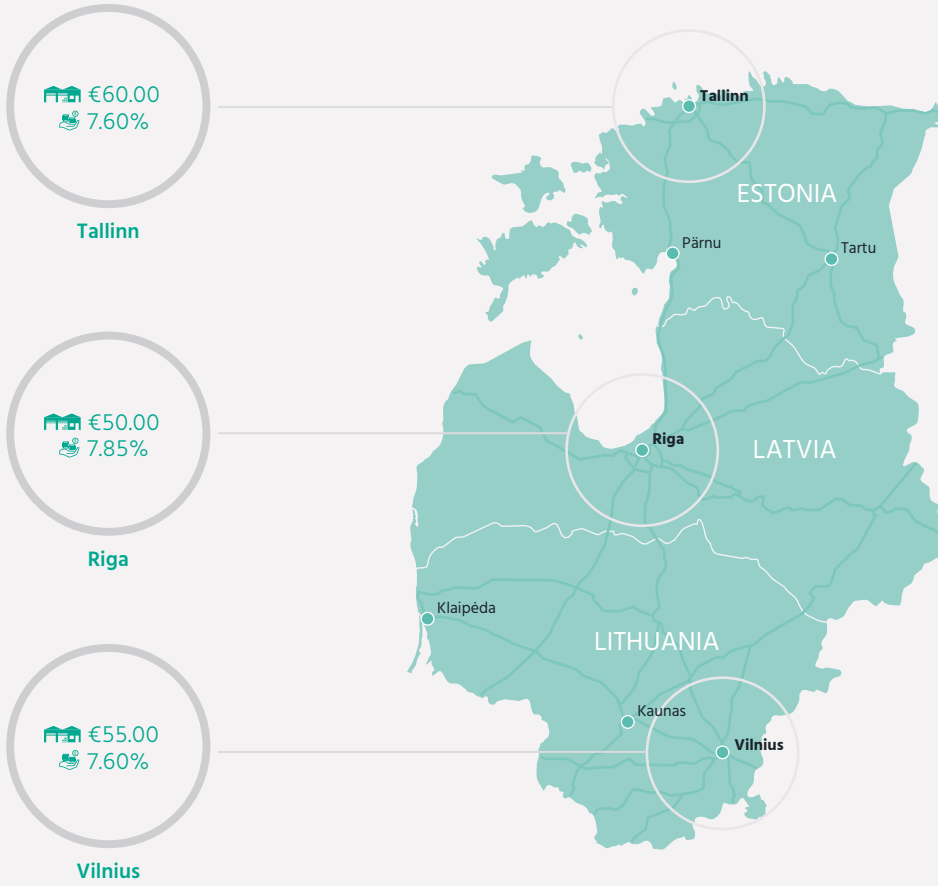 €60.00
7.60%
Tallinn
€50.00
7.85%
Riga
€55.00
7.60%
Vilnius
Tallinn
ESTONIA
Pärnu
Tartu
Riga
LATVIA
Klaipėda
LITHUANIA
Kaunas
Vilnius